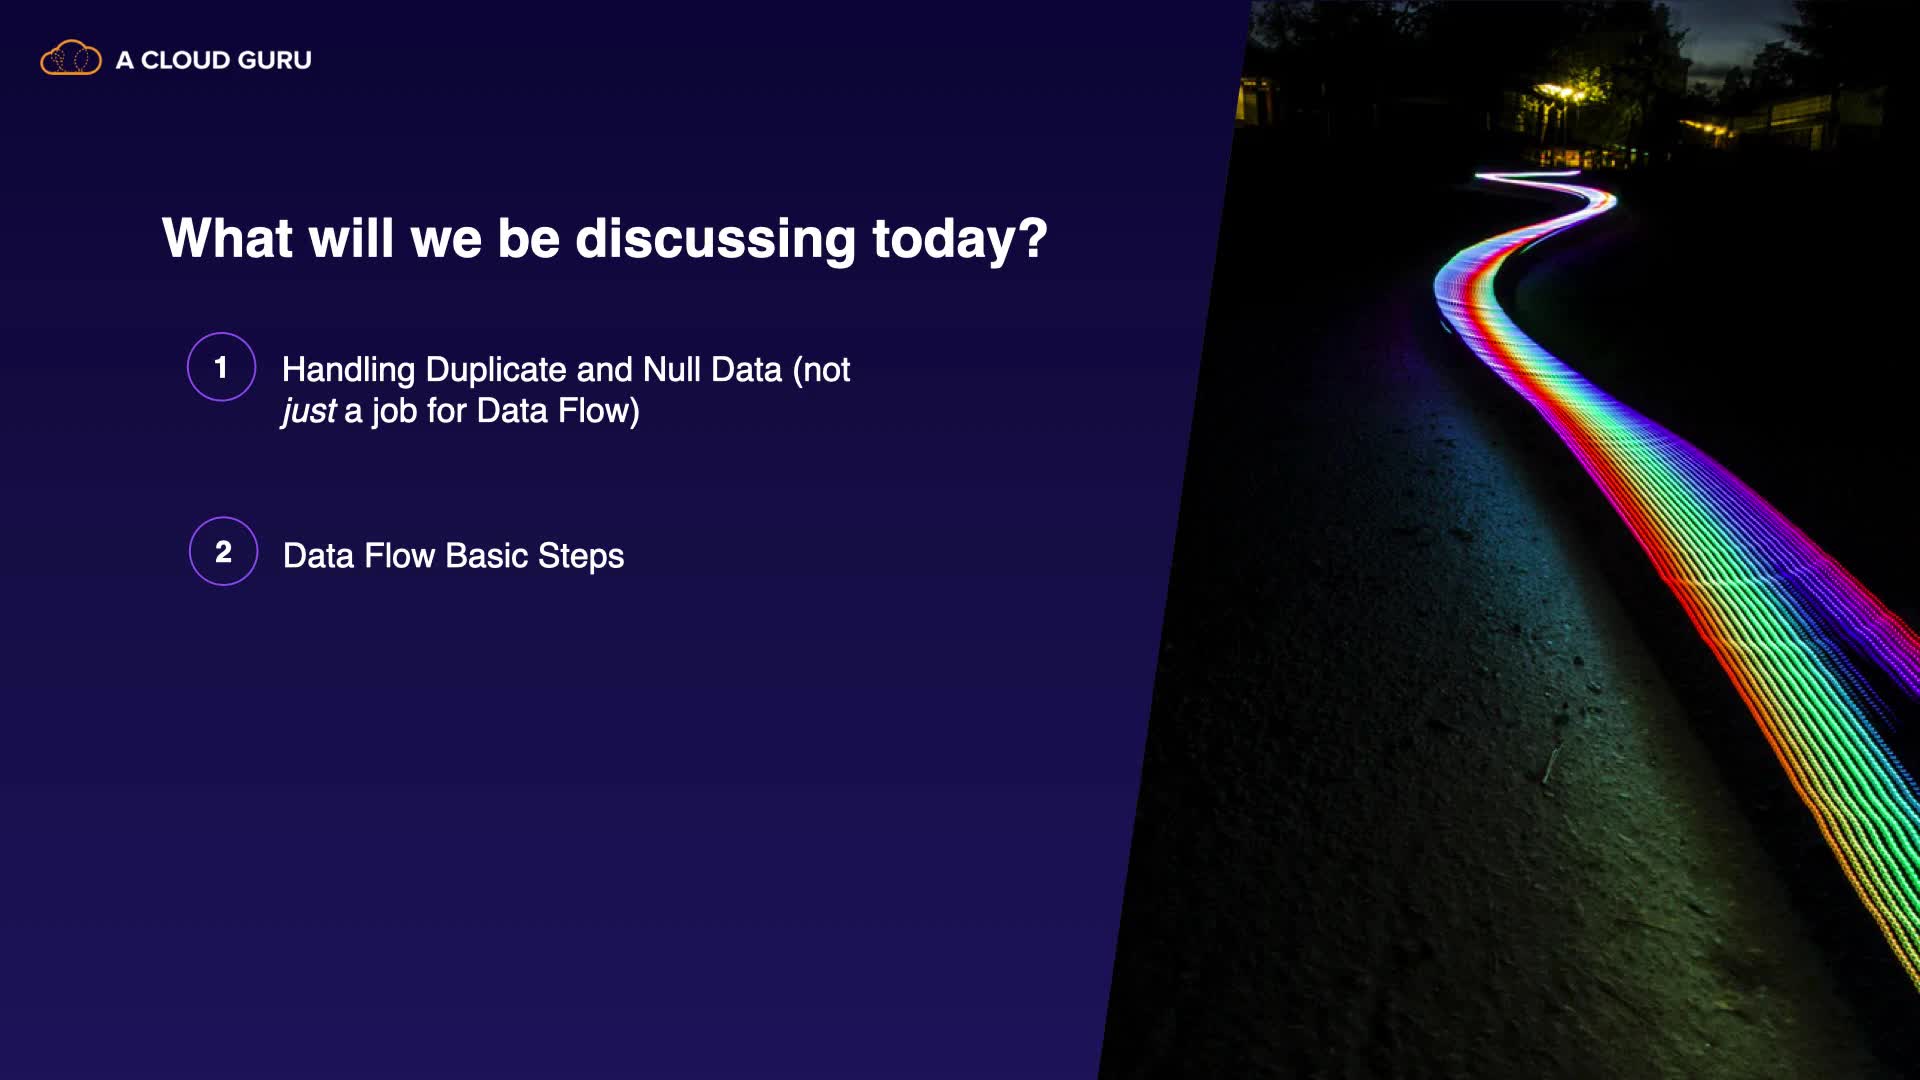 A CLOUD GURU
What will we be discussing today?
1
Handling Duplicate and Null Data (not
just a job for Data Flow)
2
Data Flow Basic Steps